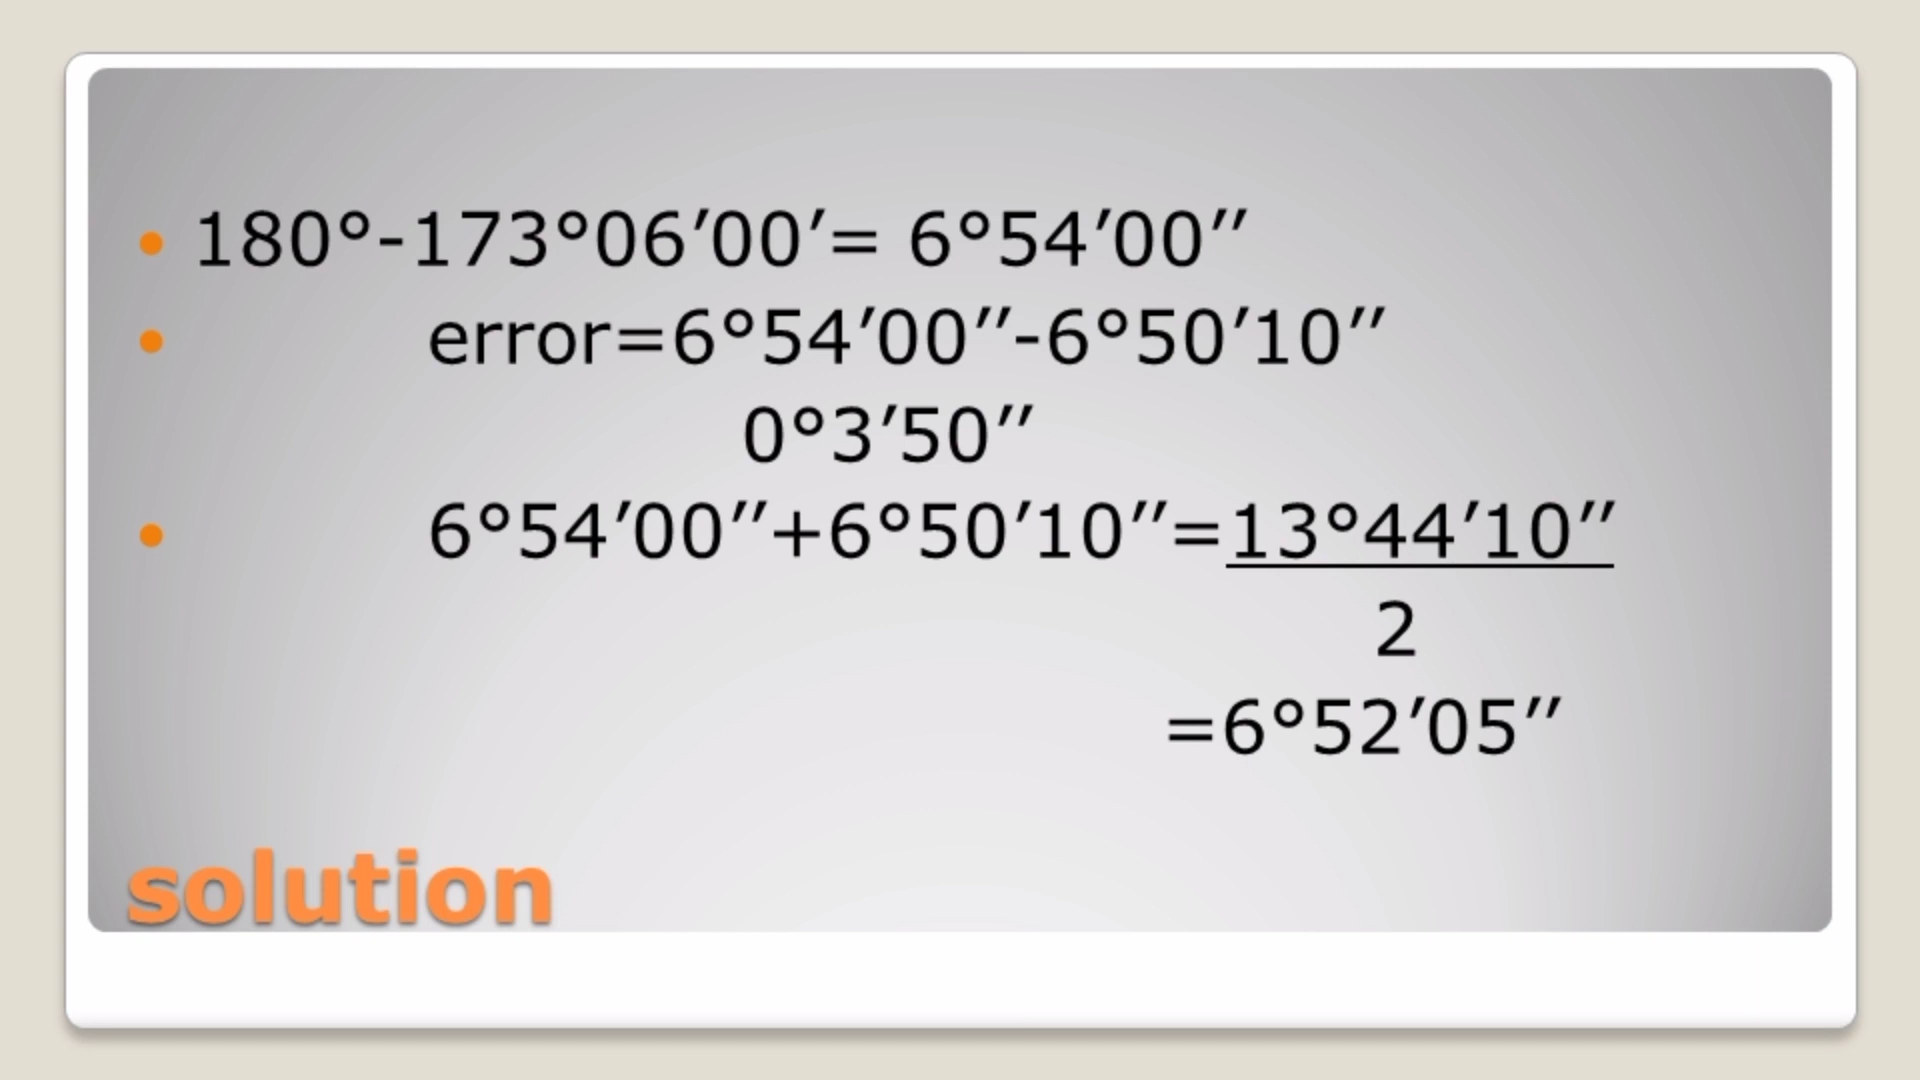 180°-173°06’00’= 6°54’00’’
error=6°54’00’’-6°50’10’’
0°3’50’’
6°54’00’’+6°50’10’’=13°44’10’’
2
=6°52’05’’
solution